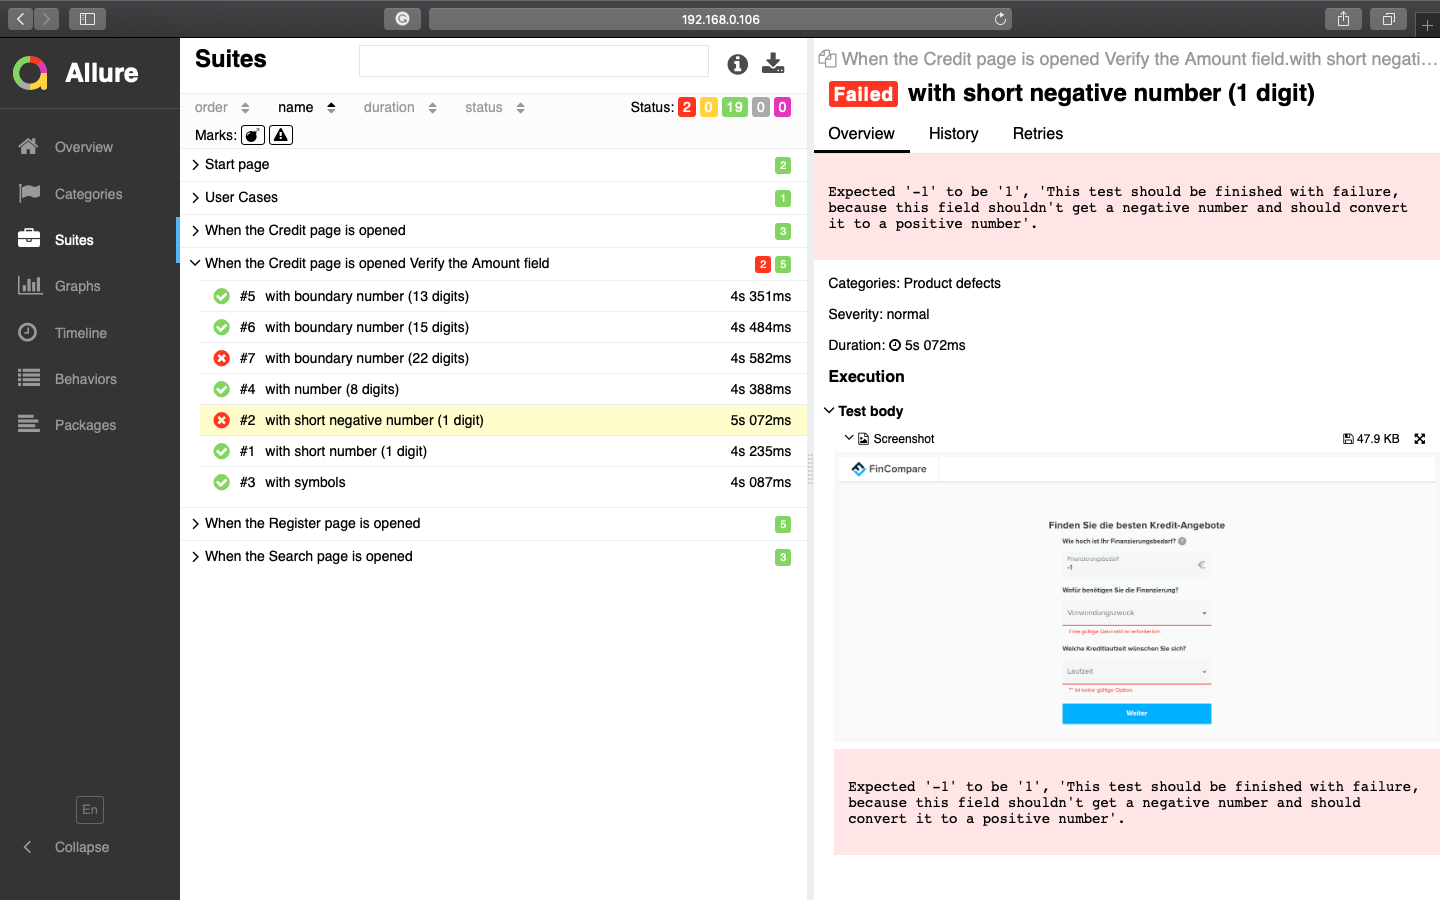 192.168.0.106
Allure
Overview
Categories
Suites
Graphs
Timeline
Behaviors
Packages
En
Collapse
Suites
order name duration status
Status: 2 0 19 0 0
Marks:
Start page 2
User Cases 1
When the Credit page is opened 3
When the Credit page is opened Verify the Amount field 2 5
#5 with boundary number (13 digits) 4s 351ms
#6 with boundary number (15 digits) 4s 484ms
#7 with boundary number (22 digits) 4s 582ms
#4 with number (8 digits) 4s 388ms
#2 with short negative number (1 digit) 5s 072ms
#1 with short number (1 digit) 4s 235ms
#3 with symbols 4s 087ms
When the Register page is opened 5
When the Search page is opened 3
When the Credit page is opened Verify the Amount field.with short negati...
Failed with short negative number (1 digit)
Overview History Retries
Expected '-1' to be '1', 'This test should be finished with failure,
because this field shouldn't get a negative number and should convert
it to a positive number'.
Categories: Product defects
Severity: normal
Duration: 5s 072ms
Execution
Test body
Screenshot 47.9 KB
FinCompare
Finden Sie die besten Kredit-Angebote
Wie hoch ist Ihr Finanzierungsbedarf? ?
Finanzierungsbedarf
-1 €
Wofür benötigen Sie die Finanzierung?
Verwendungszweck
Eine gültige Ganzzahl ist erforderlich.
Welche Kreditlaufzeit wünschen Sie sich?
Laufzeit
"" ist keine gültige Option.
Weiter
Expected '-1' to be '1', 'This test should be finished with failure,
because this field shouldn't get a negative number and should
convert it to a positive number'.